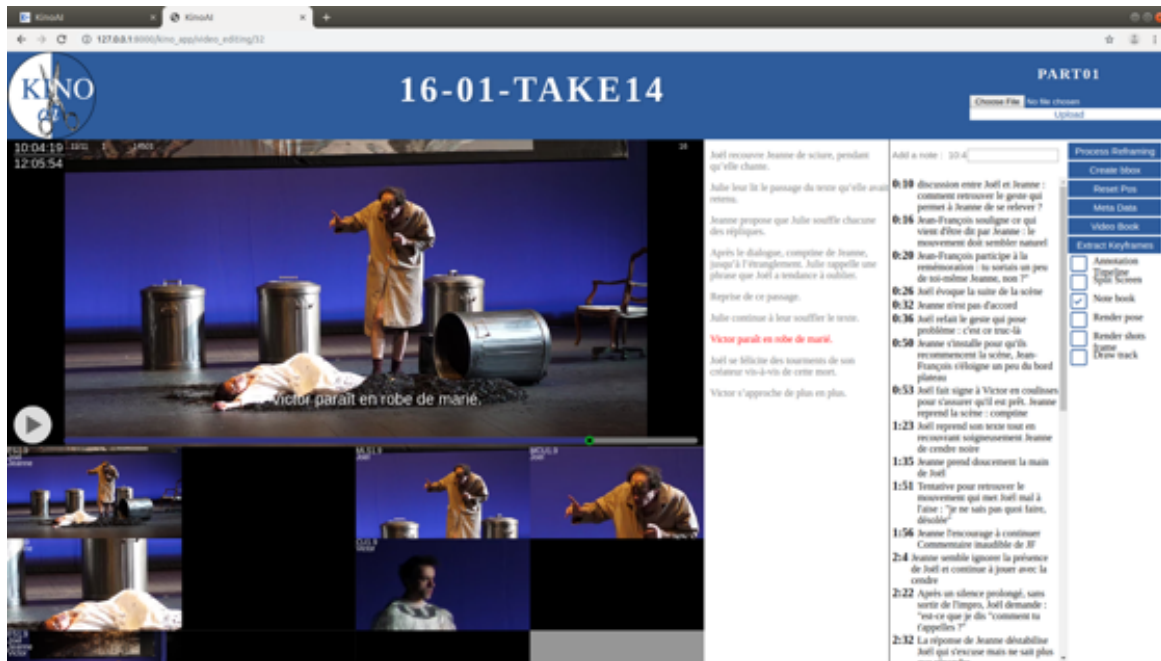 KinoAI
KinoAI
127.0.0.1:8000/kino_app/video_editing/32
KINO
ai
16-01-TAKE14
PART01
Choose File No file chosen
Upload
10:04:19
12:05:54
16
Victor paraît en robe de marié.
Jeanne
MLS1.9
Joël
MCU1.9
Joël
Victor
Joël
Jeanne
Victor
Joël recouvre Jeanne de sciure, pendant
qu'elle chante.
Julie leur lit le passage du texte qu'elle avait
retenu.
Jeanne propose que Julie souffle chacune
des répliques.
Après le dialogue, comptine de Jeanne,
jusqu'à l'étranglement. Julie rappelle une
phrase que Joël a tendance à oublier.
Reprise de ce passage.
Julie continue à leur souffler le texte.
Victor paraît en robe de marié.
Joël se félicite des tourments de son
créateur vis-à-vis de cette mort.
Victor s'approche de plus en plus.
Add a note : 10:4
0:10 discussion entre Joël et Jeanne :
comment retrouver le geste qui
permet à Jeanne de se relever ?
0:16 Jean-François souligne ce qui
vient d'être dit par Jeanne : le
mouvement doit sembler naturel
0:20 Jean-François participe à la
remémoration : tu sortais un peu
de toi-même Jeanne, non ?"
0:26 Joël évoque la suite de la scène
0:32 Jeanne n'est pas d'accord
0:36 Joël refait le geste qui pose
problème : c'est ce truc-là
0:50 Jeanne s'installe pour qu'ils
recommencent la scène, Jean-
François s'éloigne un peu du bord
plateau
0:53 Joël fait signe à Victor en coulisses
pour s'assurer qu'il est prêt. Jeanne
reprend la scène : comptine
1:23 Joël reprend son texte tout en
recouvrant soigneusement Jeanne
de cendre noire
1:35 Jeanne prend doucement la main
de Joël
1:51 Tentative pour retrouver le
mouvement qui met Joël mal à
l'aise : "je ne sais pas quoi faire,
désolée"
1:56 Jeanne l'encourage à continuer
Commentaire inaudible de JF
2:4 Jeanne semble ignorer la présence
de Joël et continue à jouer avec la
cendre
2:22 Après un silence prolongé, sans
sortir de l'impro, Joël demande :
"est-ce que je dis "comment tu
t'appelles ?"
2:32 La réponse de Jeanne déstabilise
Joël qui s'excuse mais ne sait plus
Process Reframing
Create bbox
Reset Pos
Meta Data
Video Book
Extract Keyframes
Annotation
Timeline
Split Screen
Note book
Render pose
Render shots
frame
Draw track